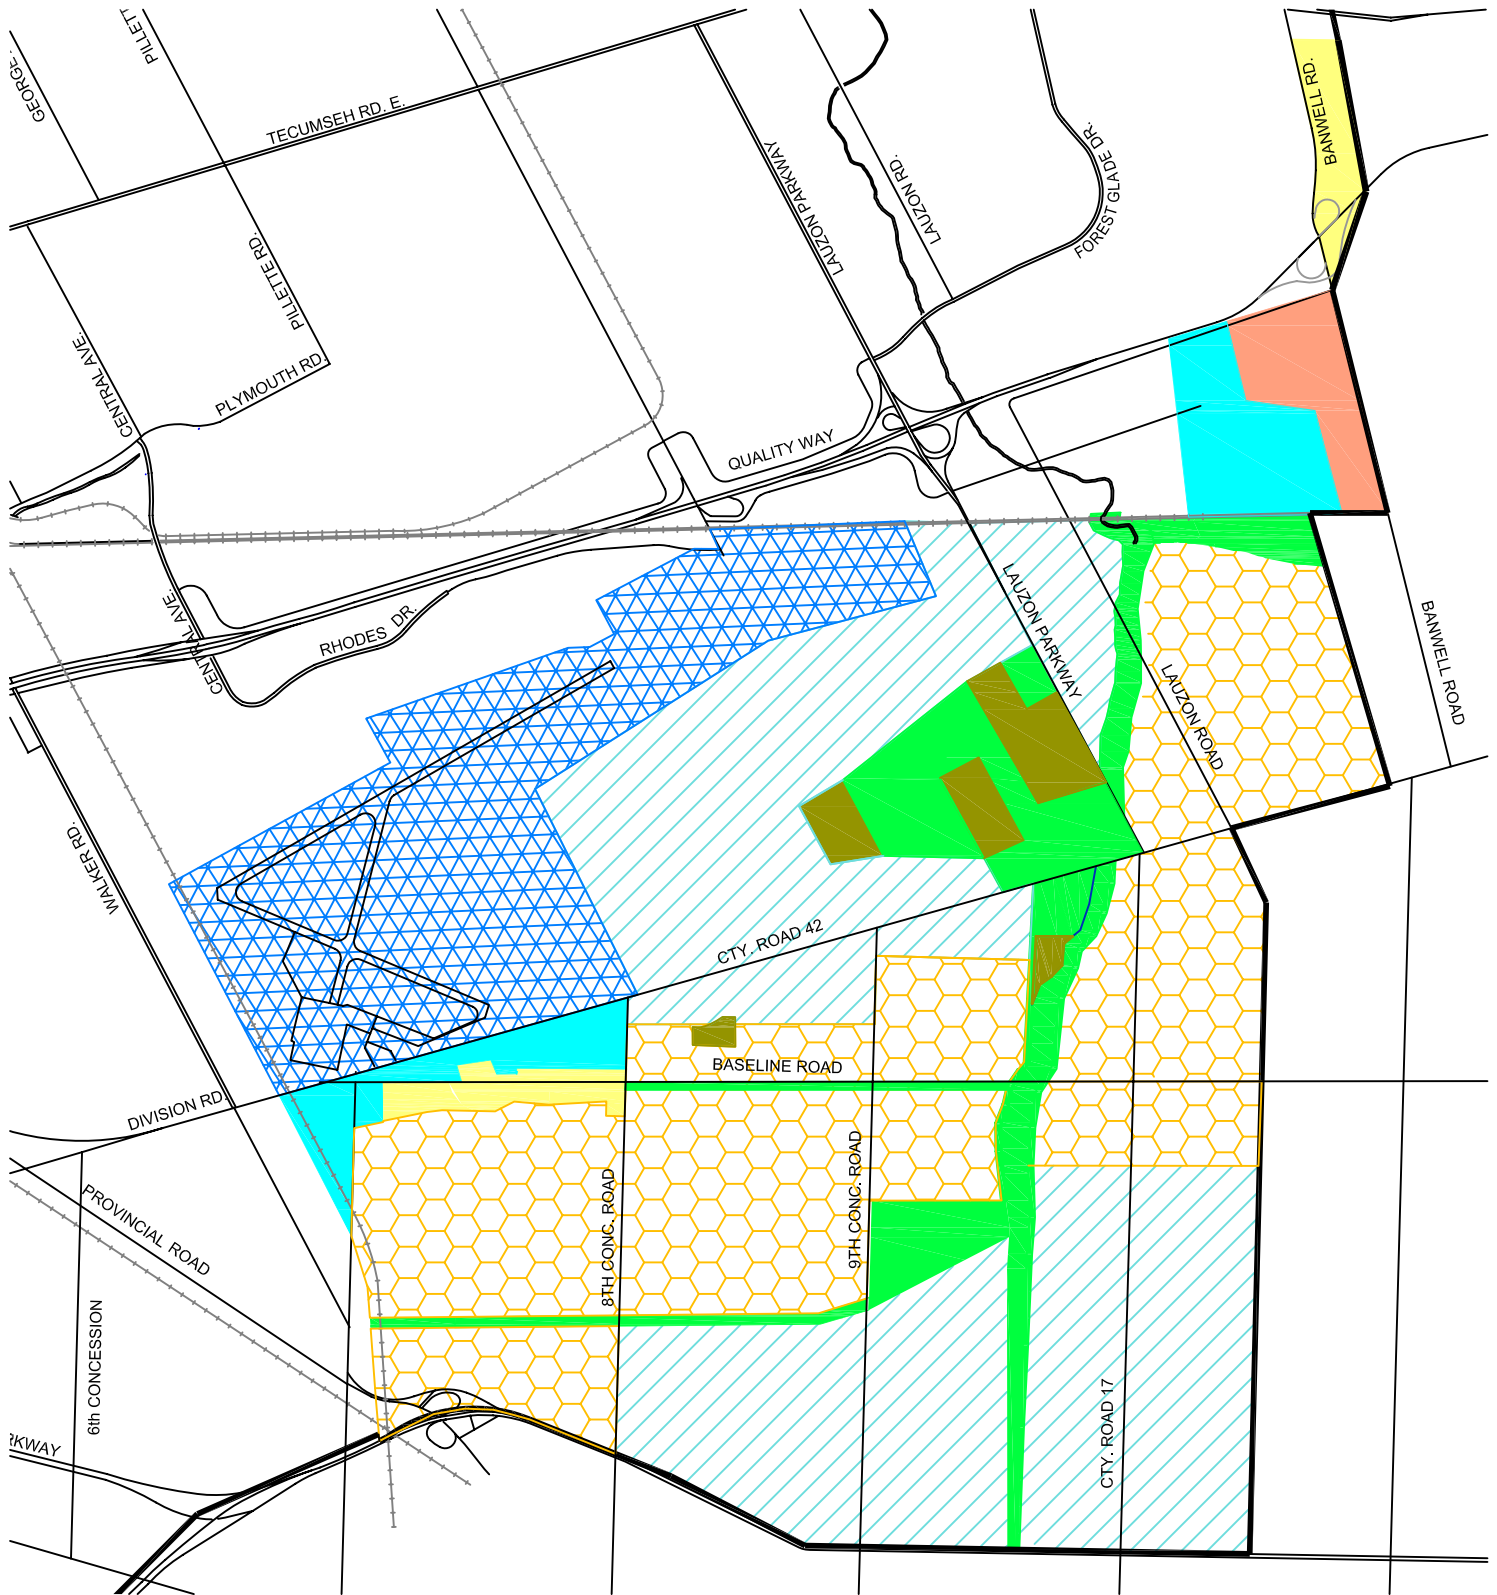 GEORGE
PILLETT
TECUMSEH RD. E.
LAUZON PARKWAY
LAUZON RD.
FOREST GLADE DR.
BANWELL RD.
PILLETTE RD.
CENTRAL AVE.
PLYMOUTH RD.
QUALITY WAY
CENTRAL AVE.
RHODES DR.
LAUZON PARKWAY
LAUZON ROAD
BANWELL ROAD
WALKER RD.
CTY. ROAD 42
BASELINE ROAD
DIVISION RD.
PROVINCIAL ROAD
8TH CONC. ROAD
9TH CONC. ROAD
6th CONCESSION
CTY. ROAD 17
RKWAY